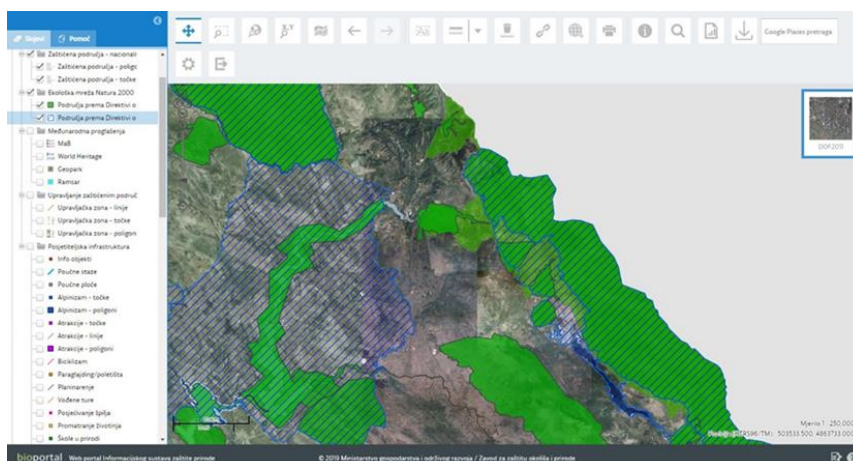 Slojevi
Pomoć
X,Y
Google Places pretraga
Zaštićena područja - nacionaln
Zaštićena područja - poligo
Zaštićena područja - točke
Ekološka mreža Natura 2000
Područja prema Direktivi o
Područja prema Direktivi o
Međunarodna proglašenja
MaB
World Heritage
Geopark
Ramsar
Upravljanje zaštićenim područ
Upravljačka zona - linije
Upravljačka zona - točke
Upravljačka zona - poligon
Posjetiteljska infrastruktura
Info objekti
Poučne staze
Poučne ploče
Alpinizam - točke
Alpinizam - poligoni
Atrakcije - točke
Atrakcije - linije
Atrakcije - poligoni
Biciklizam
Paraglajding/poletišta
Planinarenje
Vođene ture
Posjećivanje špilja
Promatranje životinja
Škole u prirodi
DOF2011
Mjerilo 1 : 250,000
503533.500, 4863733.000
bioportal
Web portal Informacijskog sustava zaštite prirode
© 2019 Ministarstvo gospodarstva i održivog razvoja / Zavod za zaštitu okoliša i prirode